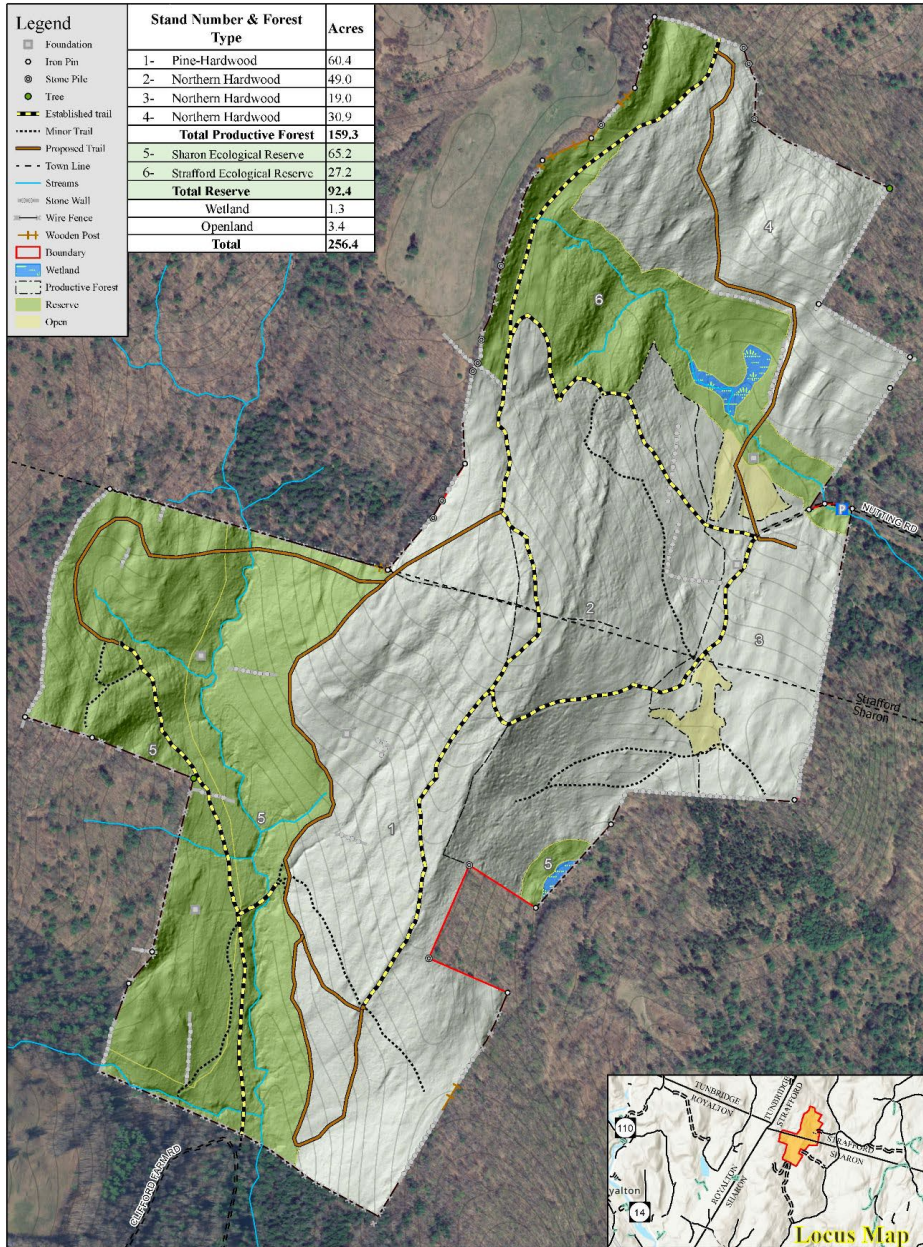 Legend
Foundation
Iron Pin
Stone Pile
Tree
Established trail
Minor Trail
Proposed Trail
Town Line
Streams
Stone Wall
Wire Fence
Wooden Post
Boundary
Wetland
Productive Forest
Reserve
Open
Stand Number & Forest Type Acres
1- Pine-Hardwood 60.4
2- Northern Hardwood 49.0
3- Northern Hardwood 19.0
4- Northern Hardwood 30.9
Total Productive Forest 159.3
5- Sharon Ecological Reserve 65.2
6- Strafford Ecological Reserve 27.2
Total Reserve 92.4
Wetland 1.3
Openland 3.4
Total 256.4
4
6
P
NUTTING RD
2
3
Strafford
Sharon
5
5
1
5
CLIFFORD FARM RD
TUNBRIDGE
ROYALTON
TUNBRIDGE
STRAFFORD
110
STRAFFORD
SHARON
ROYALTON
SHARON
yalton
14
Locus Map